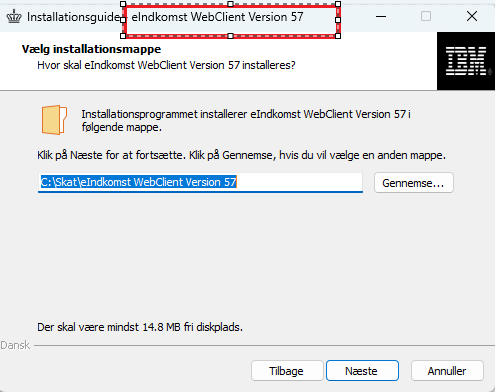 Installationsguide eIndkomst WebClient Version 57
Vælg installationsmappe
Hvor skal eIndkomst WebClient Version 57 installeres?
IBM
Installationsprogrammet installerer eIndkomst WebClient Version 57 i
følgende mappe.
Klik på Næste for at fortsætte. Klik på Gennemse, hvis du vil vælge en anden mappe.
C:\Skat\eIndkomst WebClient Version 57
Gennemse...
Der skal være mindst 14.8 MB fri diskplads.
Dansk
Tilbage
Næste
Annuller